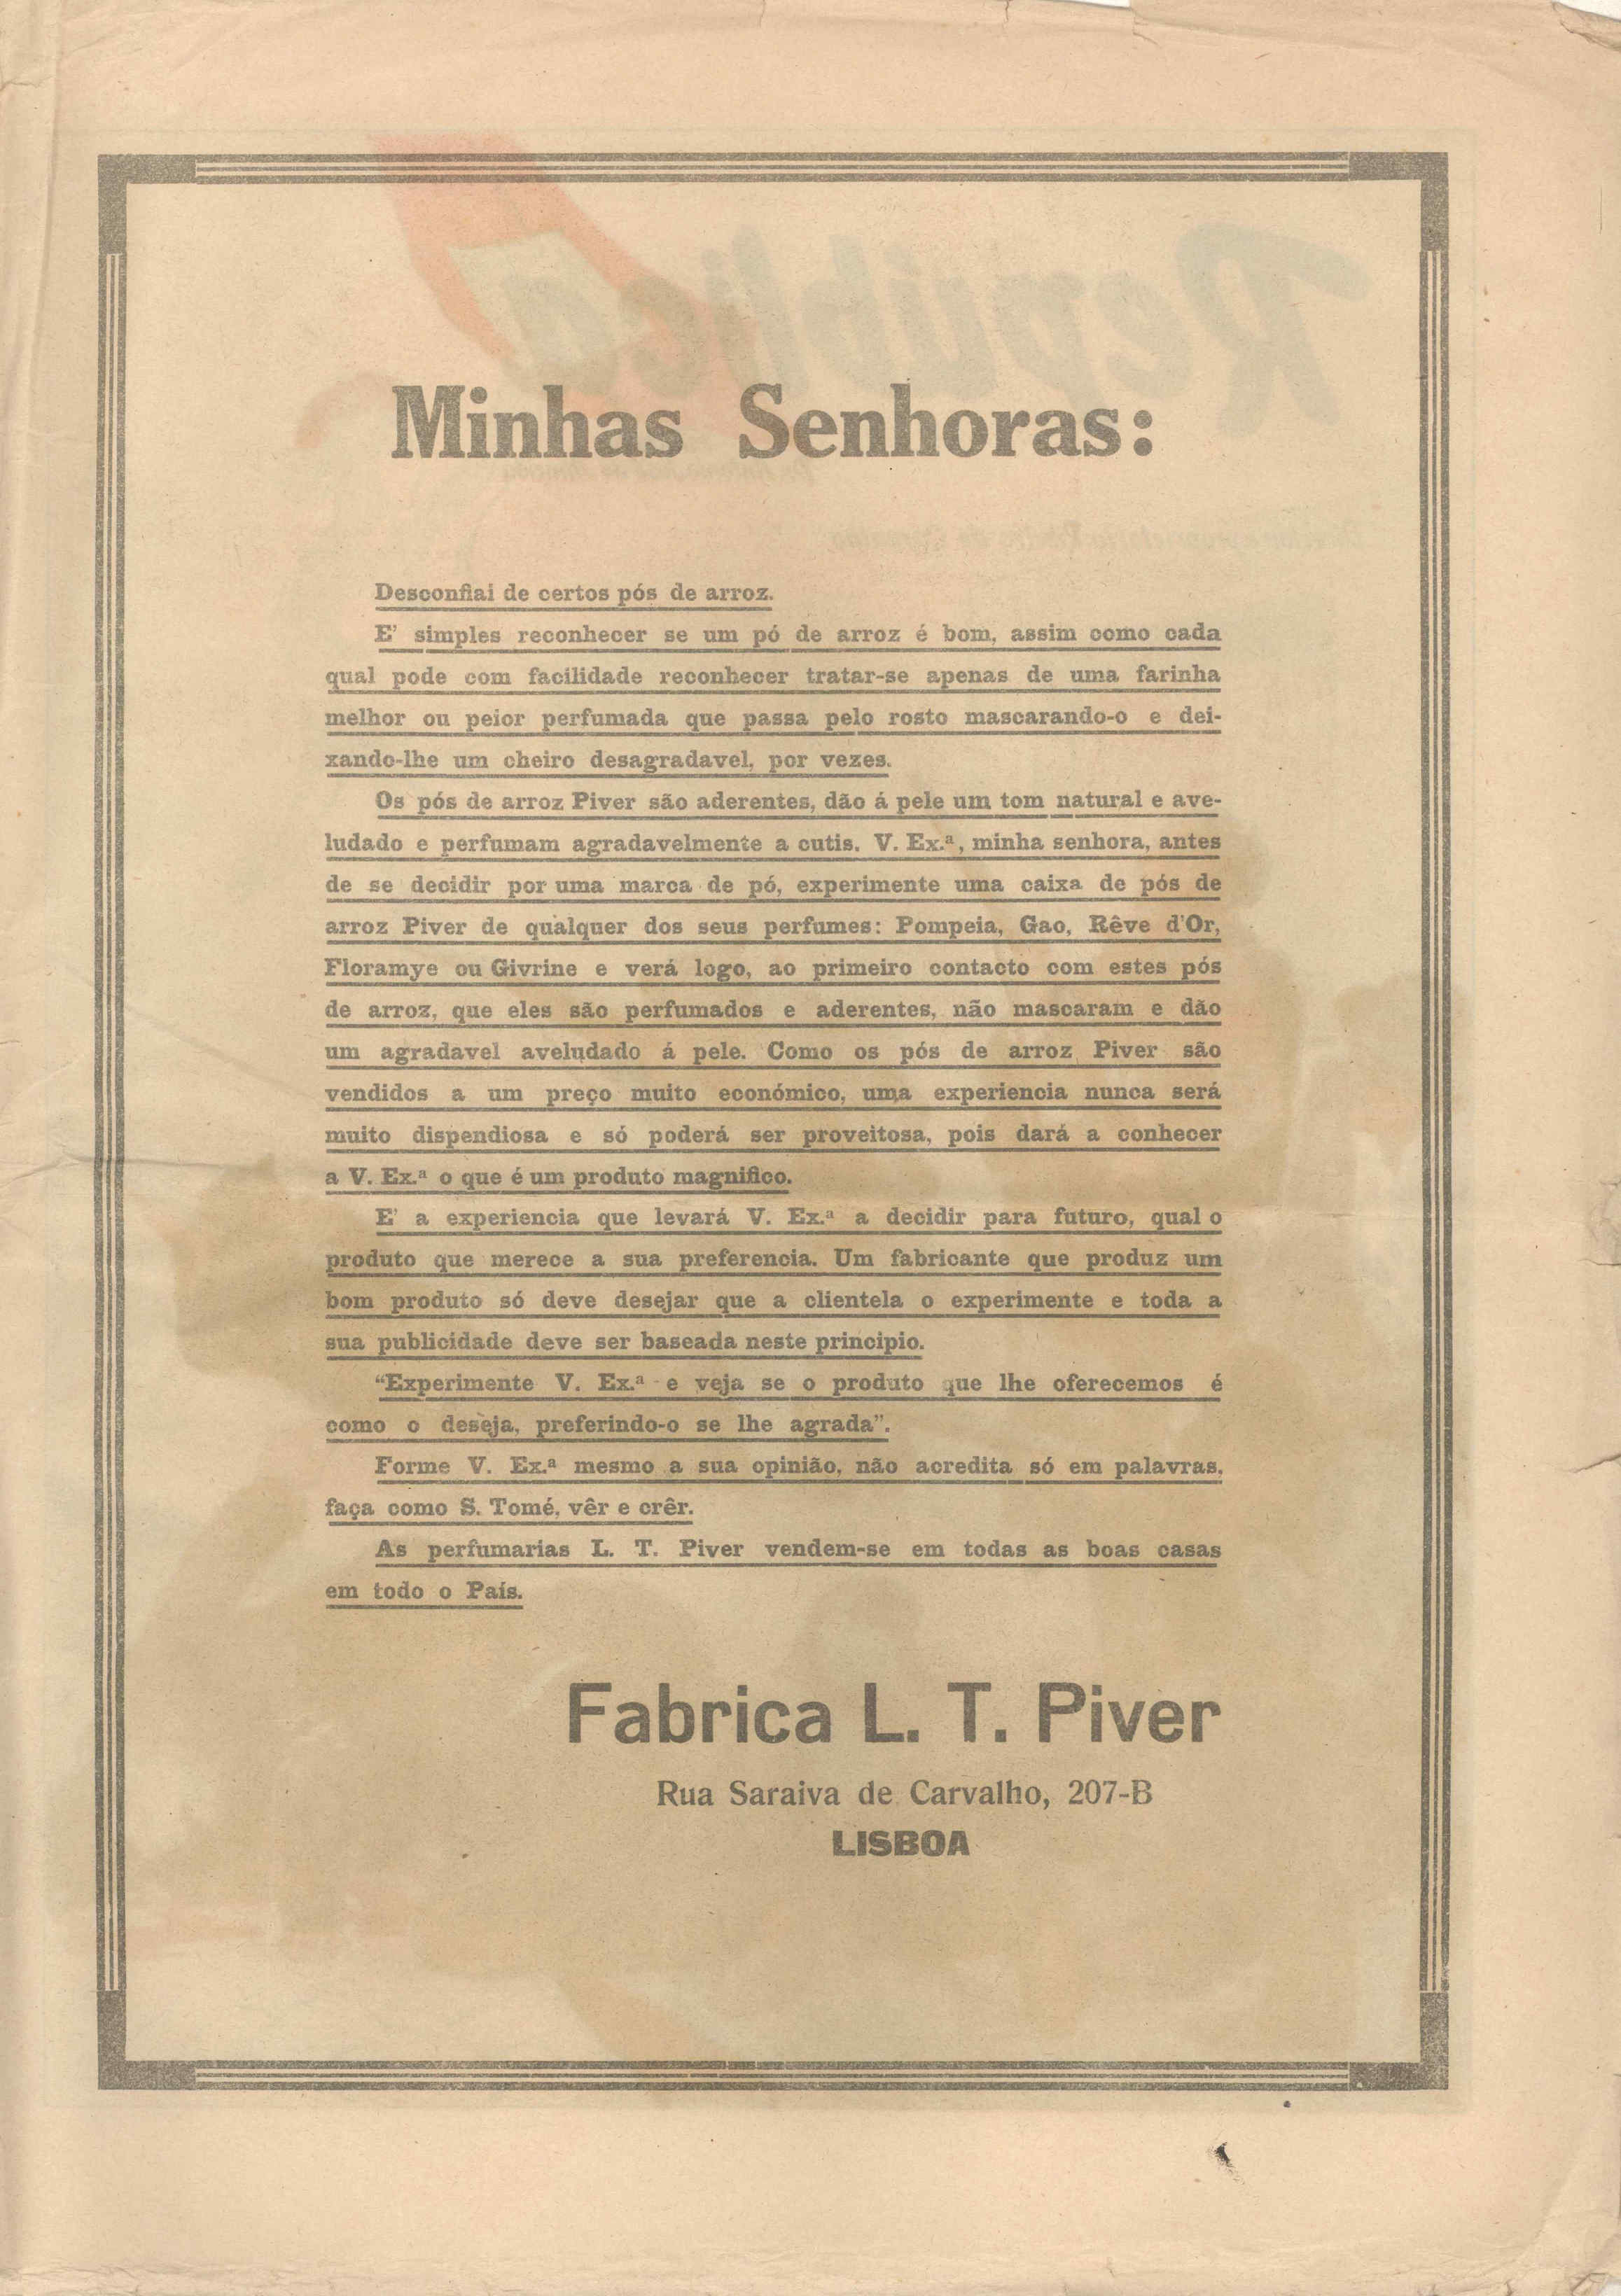 Minhas Senhoras:
Desconfiai de certos pós de arroz.
E' simples reconhecer se um pó de arroz é bom, assim como cada
qual pode com facilidade reconhecer tratar-se apenas de uma farinha
melhor ou peior perfumada que passa pelo rosto mascarando-o e dei-
xando-lhe um cheiro desagradavel, por vezes.
Os pós de arroz Piver são aderentes, dão á pele um tom natural e ave-
ludado e perfumam agradavelmente a cutis. V. Ex.ª, minha senhora, antes
de se decidir por uma marca de pó, experimente uma caixa de pós de
arroz Piver de qualquer dos seus perfumes: Pompeia, Gao, Rêve d'Or,
Floramye ou Givrine e verá logo, ao primeiro contacto com estes pós
de arroz, que eles são perfumados e aderentes, não mascaram e dão
um agradavel aveludado á pele. Como os pós de arroz Piver são
vendidos a um preço muito económico, uma experiencia nunca será
muito dispendiosa e só poderá ser proveitosa, pois dará a conhecer
a V. Ex.ª o que é um produto magnifico.
E' a experiencia que levará V. Ex.ª a decidir para futuro, qual o
produto que merece a sua preferencia. Um fabricante que produz um
bom produto só deve desejar que a clientela o experimente e toda a
sua publicidade deve ser baseada neste principio.
“Experimente V. Ex.ª e veja se o produto que lhe oferecemos é
como o deseja, preferindo-o se lhe agrada”.
Forme V. Ex.ª mesmo a sua opinião, não acredita só em palavras,
faça como S. Tomé, vêr e crêr.
As perfumarias L. T. Piver vendem-se em todas as boas casas
em todo o País.
Fabrica L. T. Piver
Rua Saraiva de Carvalho, 207-B
LISBOA